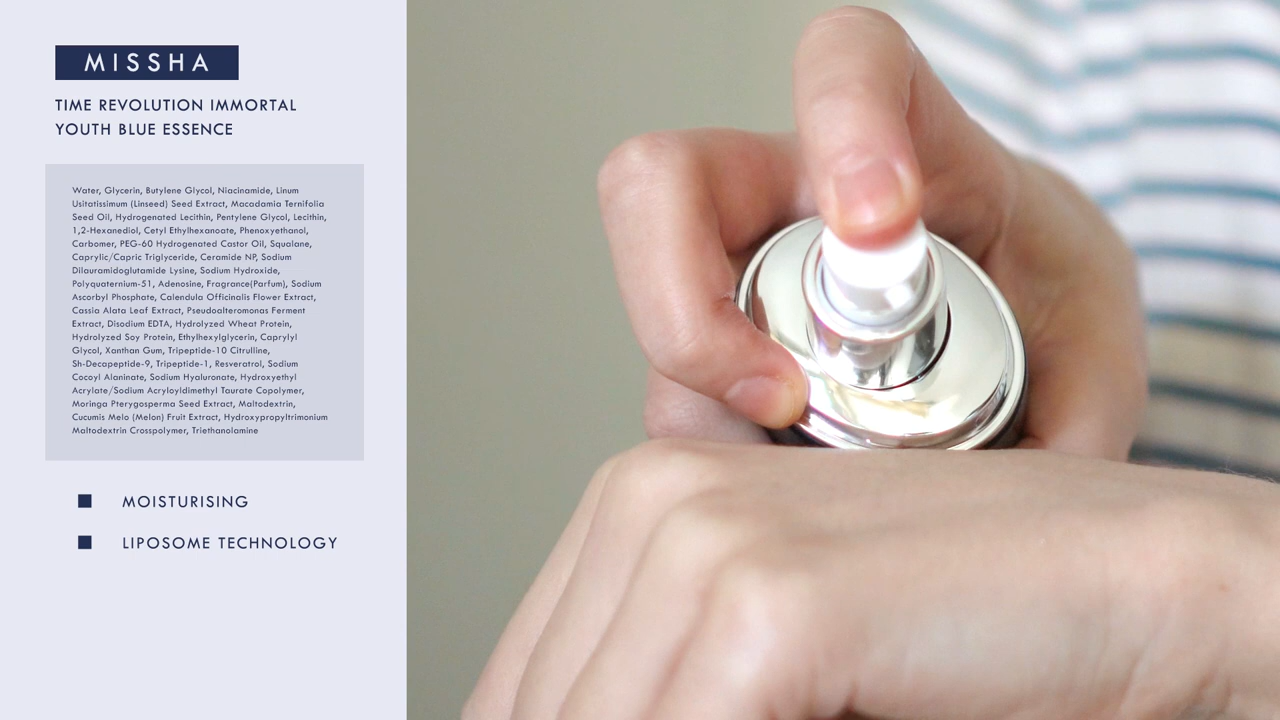 MISSHA
TIME REVOLUTION IMMORTAL
YOUTH BLUE ESSENCE
Water, Glycerin, Butylene Glycol, Niacinamide, Linum
Usitatissimum (Linseed) Seed Extract, Macadamia Ternifolia
Seed Oil, Hydrogenated Lecithin, Pentylene Glycol, Lecithin,
1,2-Hexanediol, Cetyl Ethylhexanoate, Phenoxyethanol,
Carbomer, PEG-60 Hydrogenated Castor Oil, Squalane,
Caprylic/Capric Triglyceride, Ceramide NP, Sodium
Dilauramidoglutamide Lysine, Sodium Hydroxide,
Polyquaternium-51, Adenosine, Fragrance(Parfum), Sodium
Ascorbyl Phosphate, Calendula Officinalis Flower Extract,
Cassia Alata Leaf Extract, Pseudoalteromonas Ferment
Extract, Disodium EDTA, Hydrolyzed Wheat Protein,
Hydrolyzed Soy Protein, Ethylhexylglycerin, Caprylyl
Glycol, Xanthan Gum, Tripeptide-10 Citrulline,
Sh-Decapeptide-9, Tripeptide-1, Resveratrol, Sodium
Cocoyl Alaninate, Sodium Hyaluronate, Hydroxyethyl
Acrylate/Sodium Acryloyldimethyl Taurate Copolymer,
Moringa Pterygosperma Seed Extract, Maltodextrin,
Cucumis Melo (Melon) Fruit Extract, Hydroxypropyltrimonium
Maltodextrin Crosspolymer, Triethanolamine
MOISTURISING
LIPOSOME TECHNOLOGY